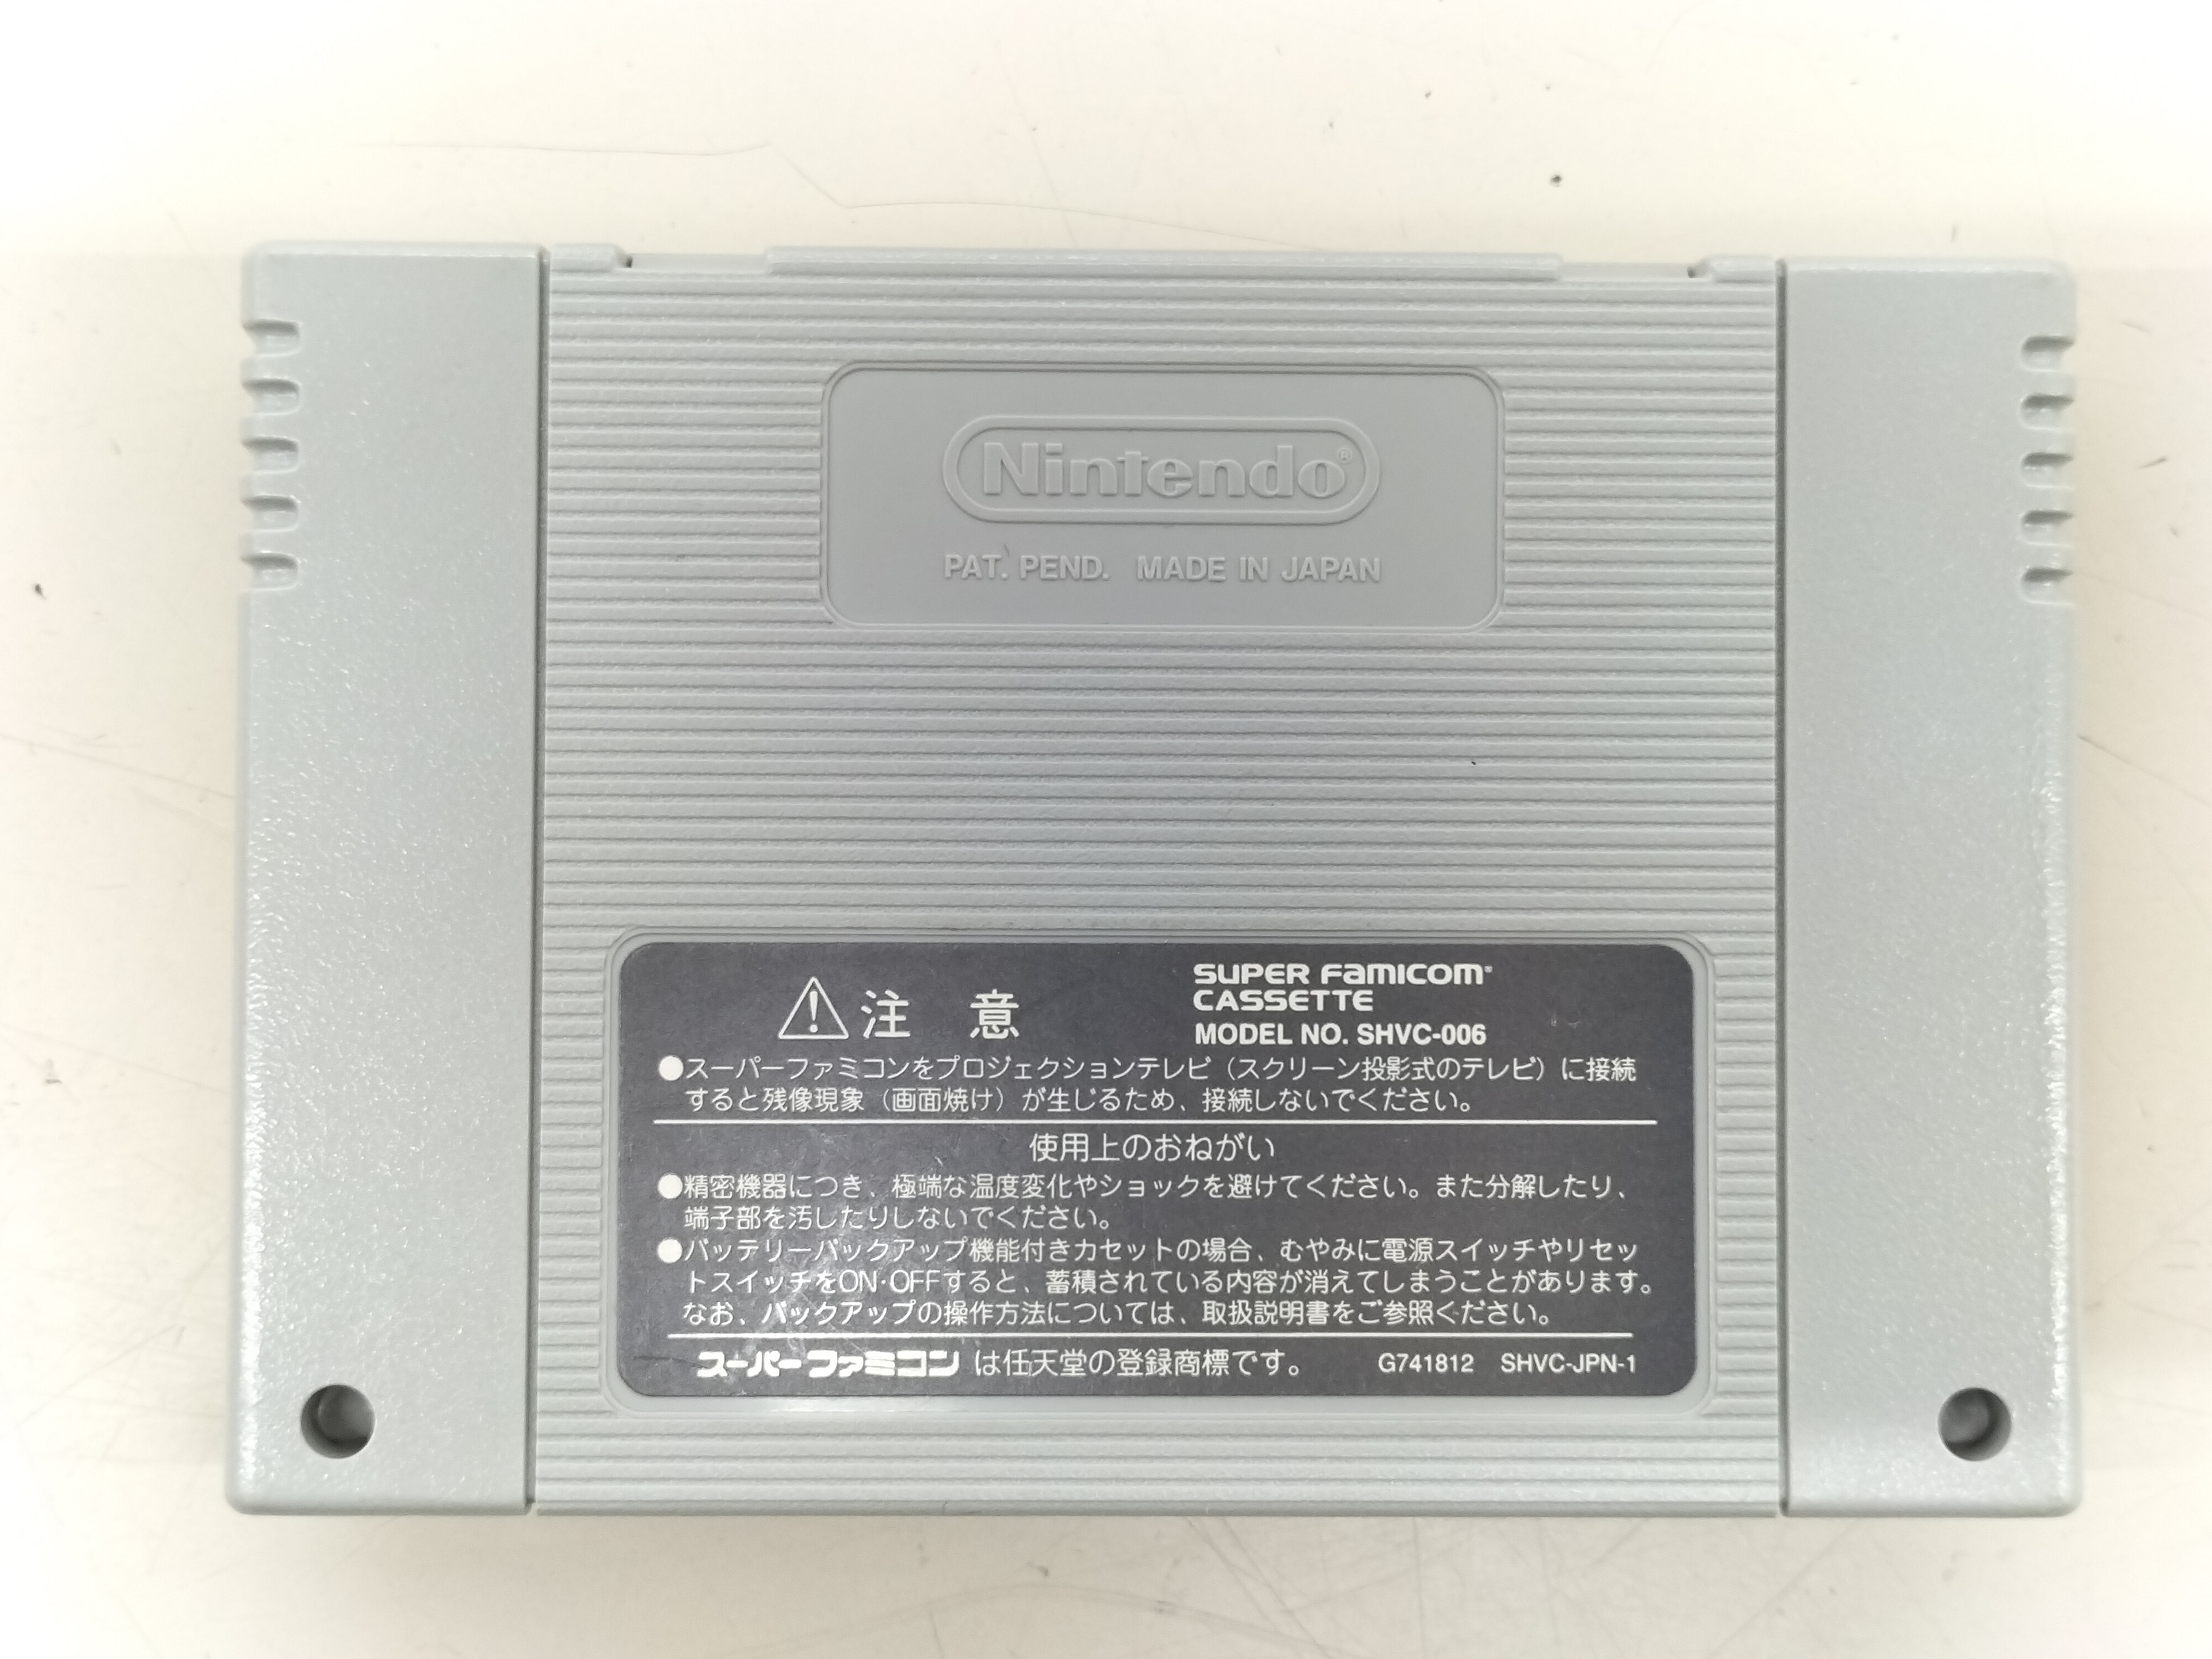 Nintendo®
PAT. PEND. MADE IN JAPAN
注 意
SUPER FAMICOM®
CASSETTE
MODEL NO. SHVC-006
●スーパーファミコンをプロジェクションテレビ（スクリーン投影式のテレビ）に接続
すると残像現象（画面焼け）が生じるため、接続しないでください。
使用上のおねがい
●精密機器につき、極端な温度変化やショックを避けてください。また分解したり、
端子部を汚したりしないでください。
●バッテリーバックアップ機能付きカセットの場合、むやみに電源スイッチやリセッ
トスイッチをON·OFFすると、蓄積されている内容が消えてしまうことがあります。
なお、バックアップの操作方法については、取扱説明書をご参照ください。
スーパーファミコン は任天堂の登録商標です。 G741812 SHVC-JPN-1